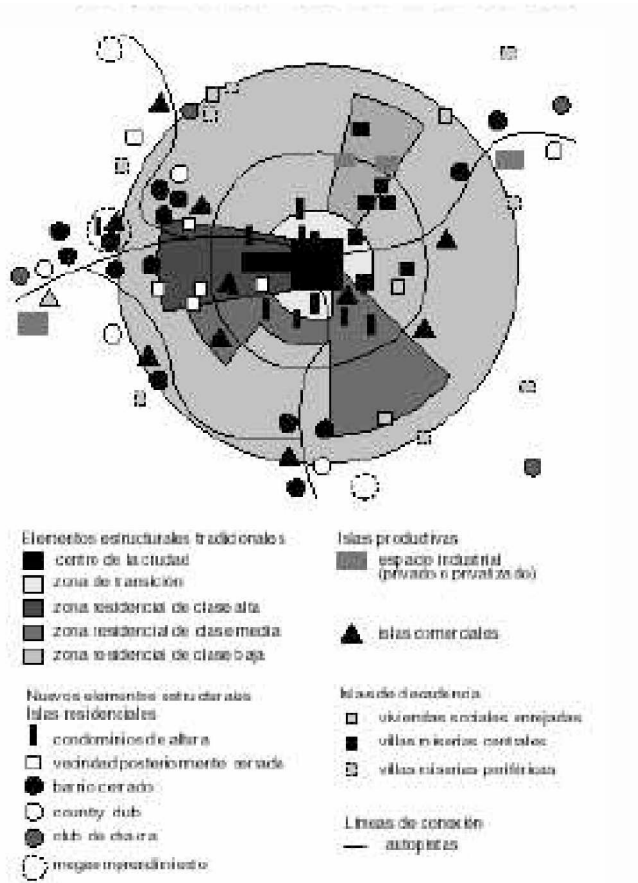 Elementos estructurales tradicionales
centro de la ciudad
zona de transición
zona residencial de clase alta
zona residencial de clase media
zona residencial de clase baja
Nuevos elementos estructurales
Islas residenciales
condominios de altura
vecindad posteriormente cerrada
barrio cerrado
country club
club de chacra
megaemprendimiento
Islas productivas
espacio industrial
(privado o privatizado)
islas comerciales
Islas de decadencia
viviendas sociales enrejadas
villas miserias centrales
villas miserias periféricas
Líneas de conexión
autopistas